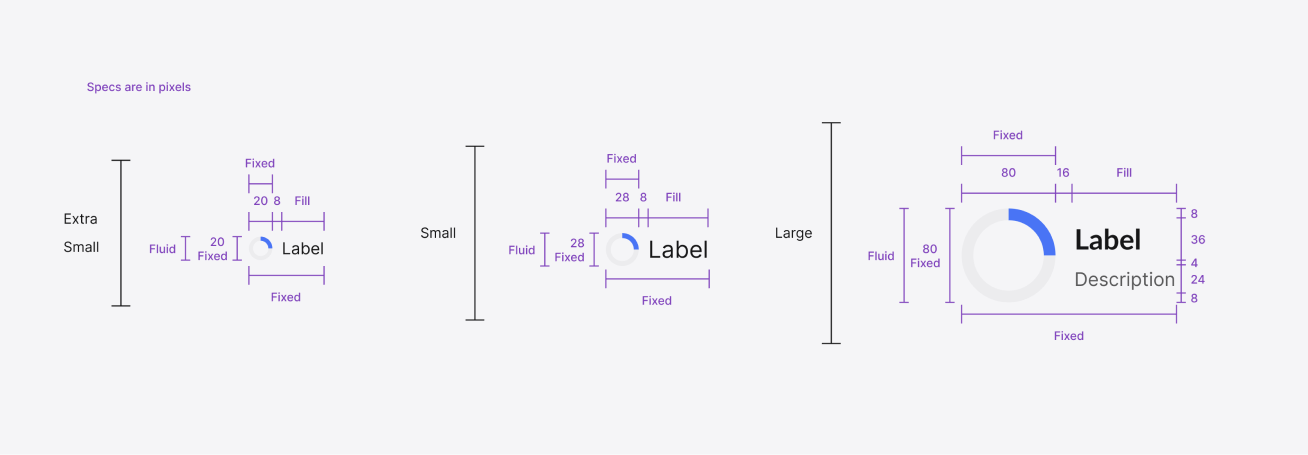 Specs are in pixels
Extra
Small
Fixed
20 8 Fill
Fluid
20
Fixed
Label
Fixed
Small
Fixed
28 8 Fill
Fluid
28
Fixed
Label
Fixed
Large
Fixed
80 16 Fill
Fluid
80
Fixed
Label
Description
8
36
4
24
8
Fixed